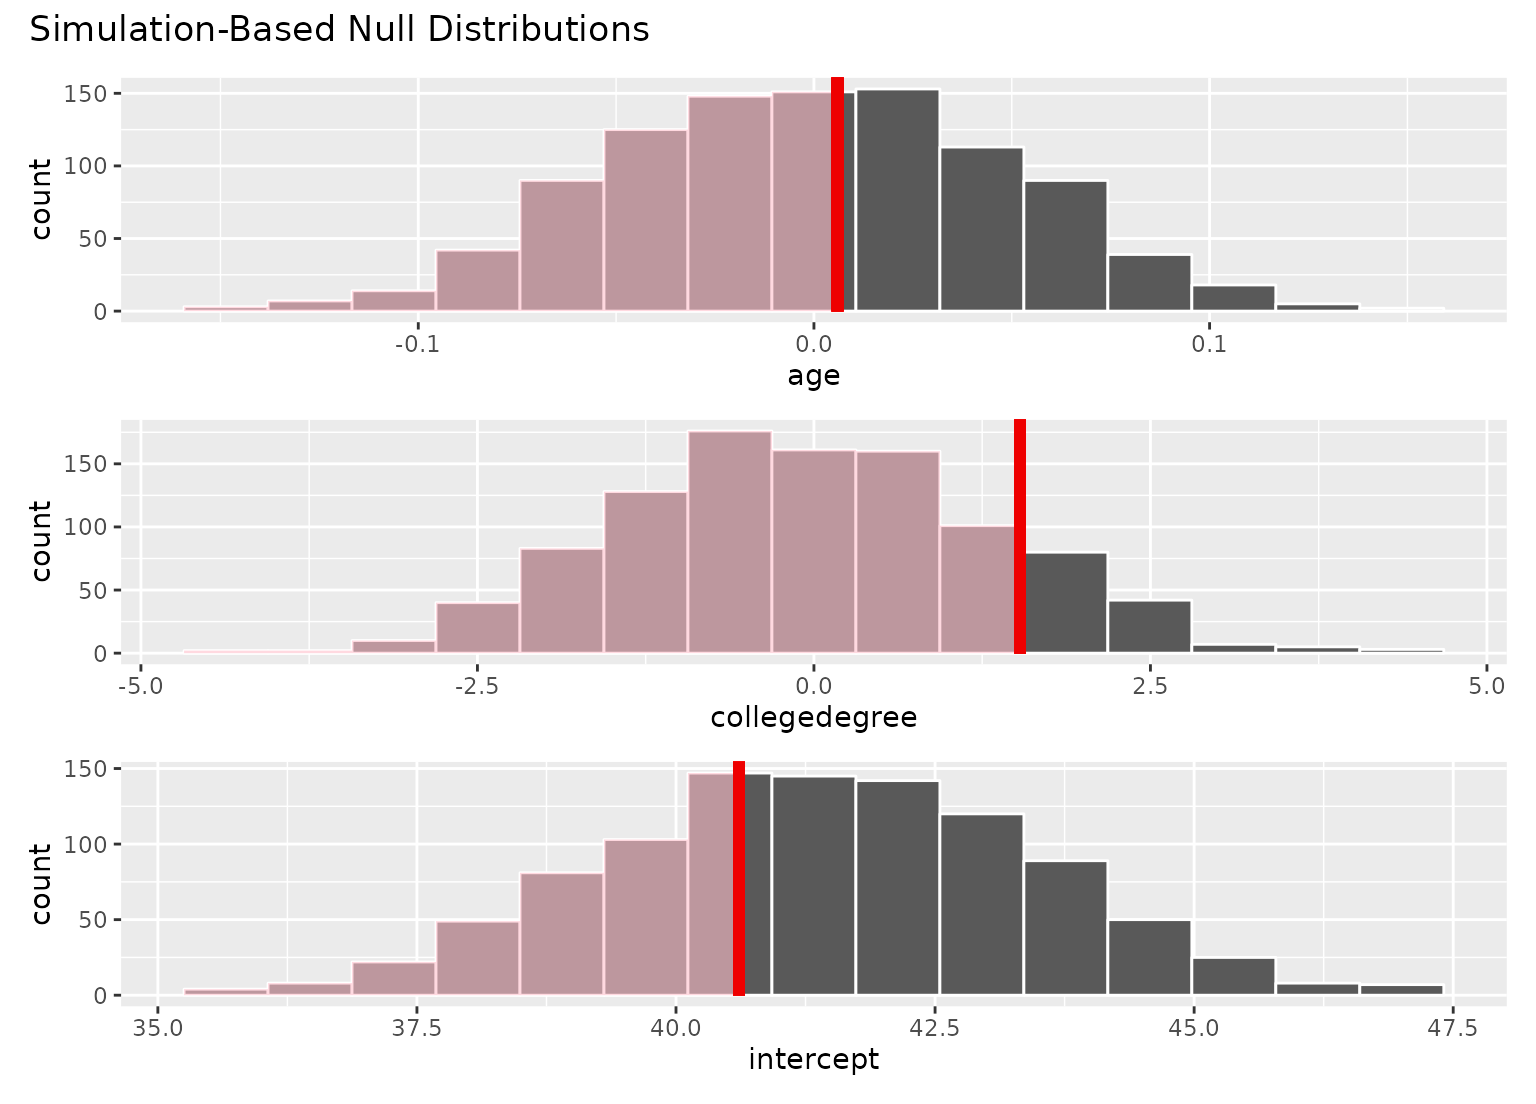 Simulation-Based Null Distributions
150
100
50
0
count
-0.1 0.0 0.1
age
150
100
50
0
count
-5.0 -2.5 0.0 2.5 5.0
collegedegree
150
100
50
0
count
35.0 37.5 40.0 42.5 45.0 47.5
intercept